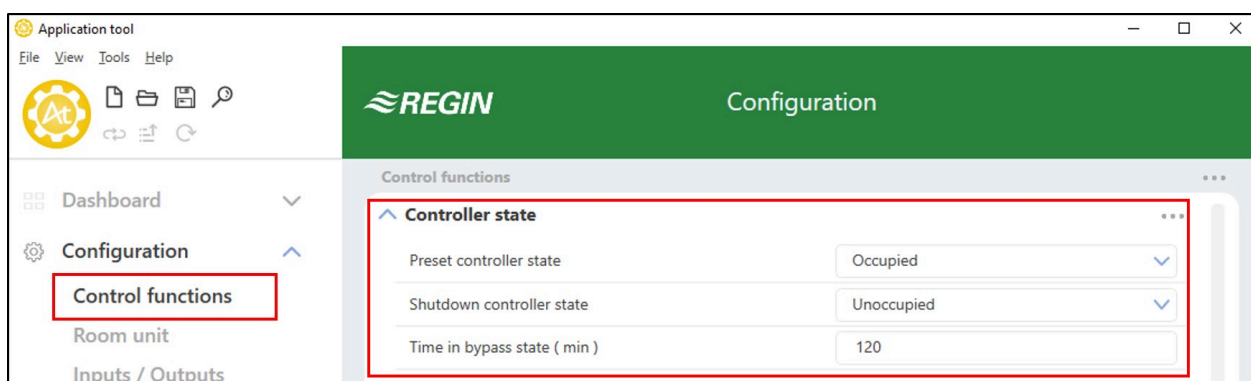 Application tool
File View Tools Help
At
REGIN
Configuration
Control functions
Dashboard
Controller state
Configuration
Preset controller state Occupied
Control functions
Shutdown controller state Unoccupied
Room unit
Time in bypass state ( min ) 120
Inputs / Outputs